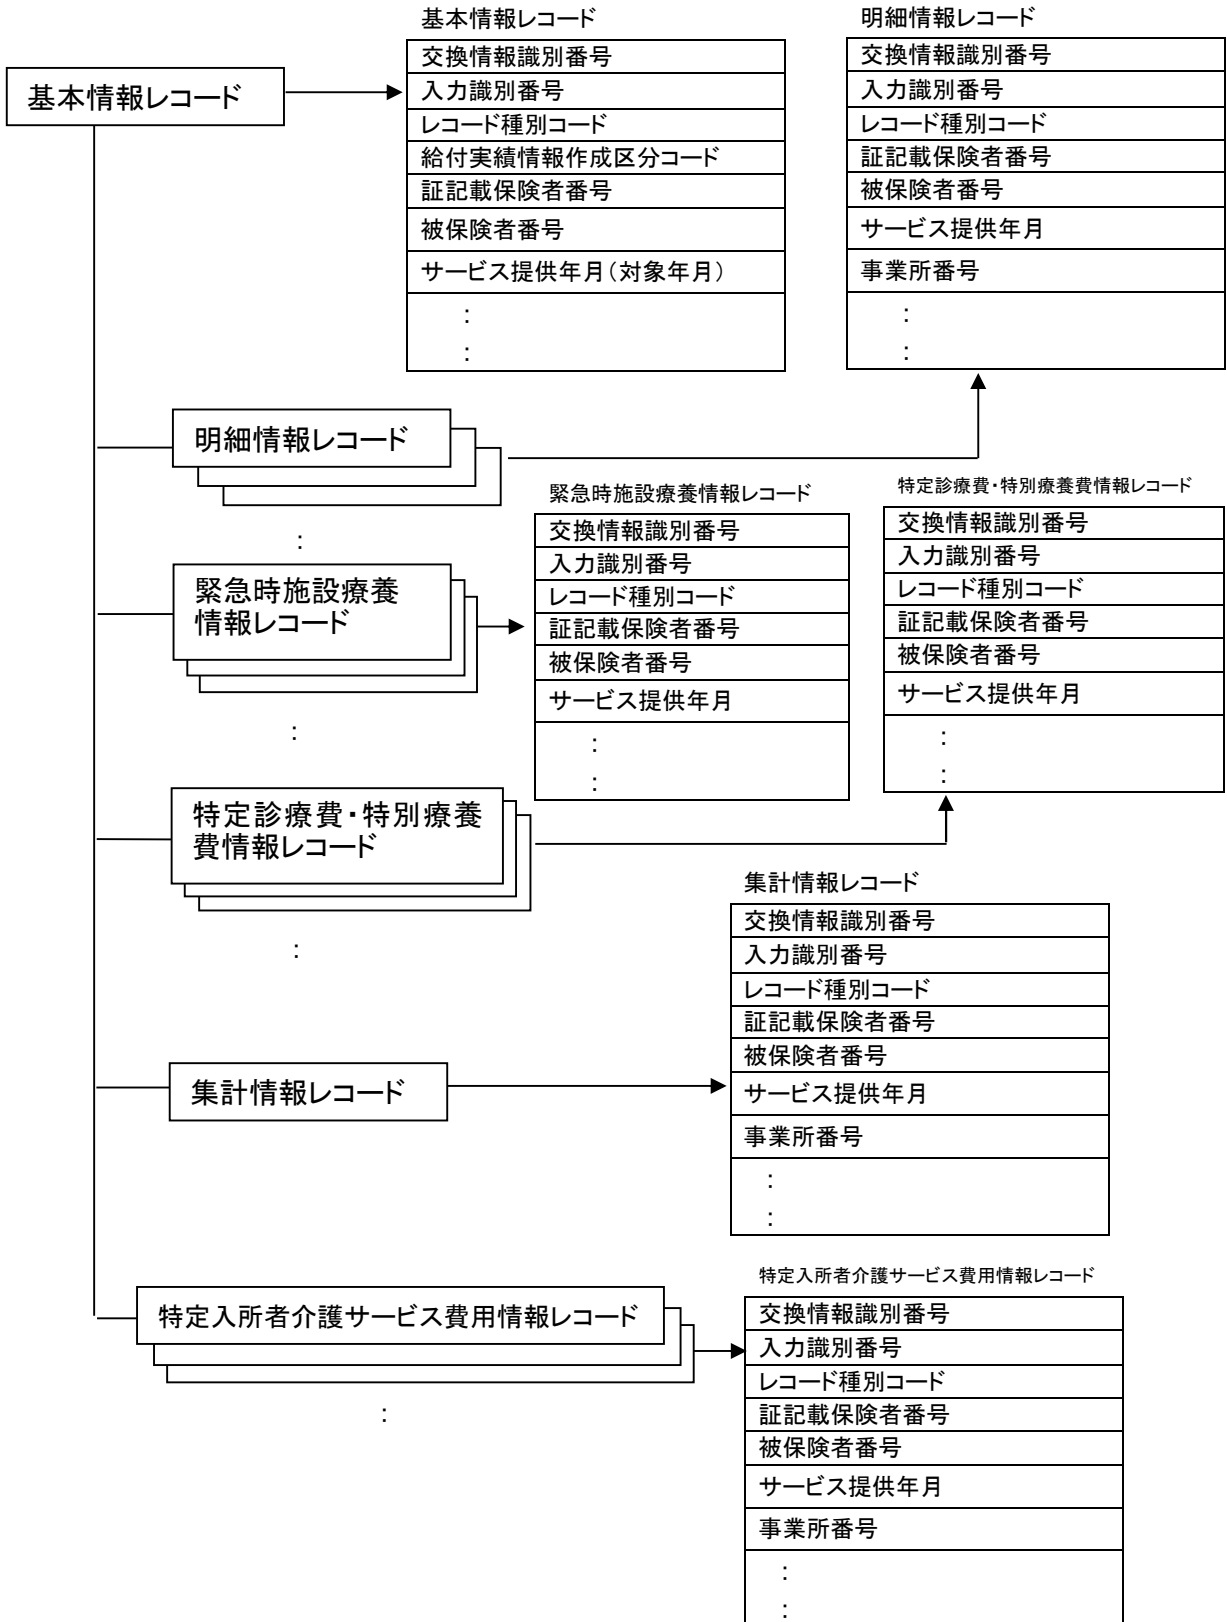 基本情報レコード
明細情報レコード
基本情報レコード
交換情報識別番号
入力識別番号
レコード種別コード
給付実績情報作成区分コード
証記載保険者番号
被保険者番号
サービス提供年月(対象年月)
:
:
交換情報識別番号
入力識別番号
レコード種別コード
証記載保険者番号
被保険者番号
サービス提供年月
事業所番号
:
:
明細情報レコード
:
緊急時施設療養情報レコード
特定診療費・特別療養費情報レコード
緊急時施設療養
情報レコード
:
交換情報識別番号
入力識別番号
レコード種別コード
証記載保険者番号
被保険者番号
サービス提供年月
:
:
交換情報識別番号
入力識別番号
レコード種別コード
証記載保険者番号
被保険者番号
サービス提供年月
:
:
特定診療費・特別療養
費情報レコード
:
集計情報レコード
集計情報レコード
交換情報識別番号
入力識別番号
レコード種別コード
証記載保険者番号
被保険者番号
サービス提供年月
事業所番号
:
:
特定入所者介護サービス費用情報レコード
:
特定入所者介護サービス費用情報レコード
交換情報識別番号
入力識別番号
レコード種別コード
証記載保険者番号
被保険者番号
サービス提供年月
事業所番号
:
: